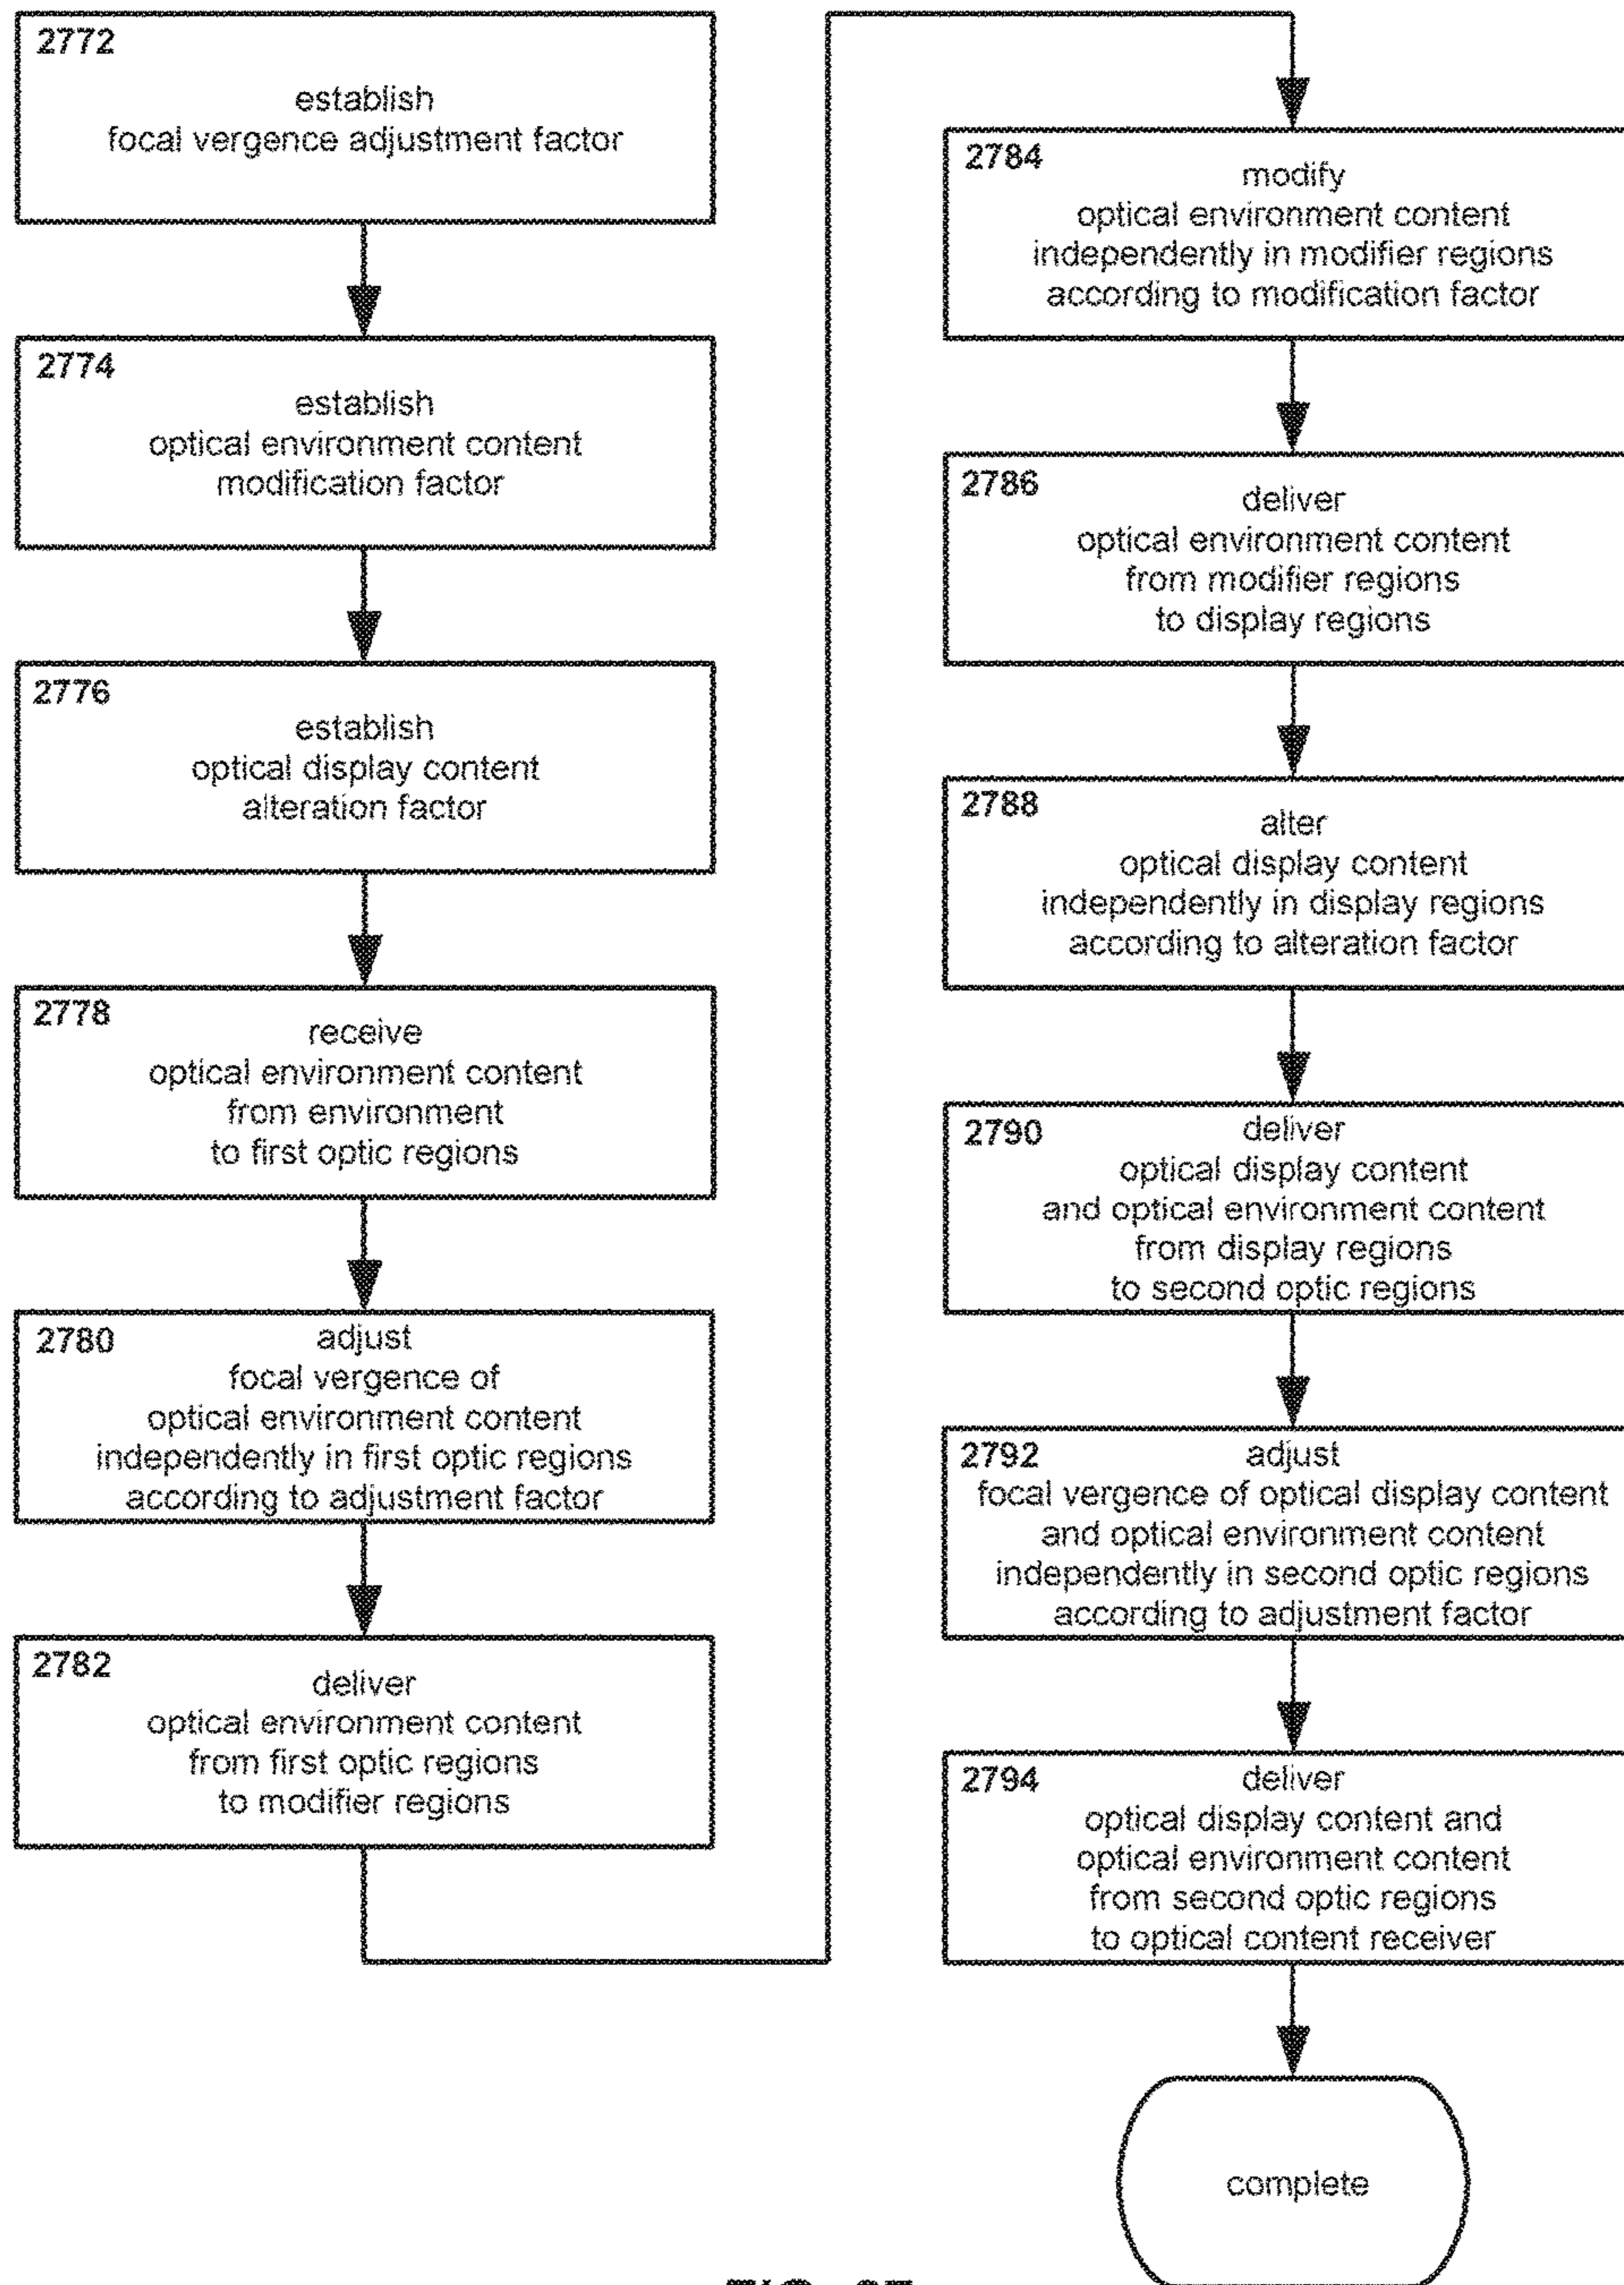 2772
establish
focal vergence adjustment factor
2774
establish
optical environment content
modification factor
2776
establish
optical display content
alteration factor
2778
receive
optical environment content
from environment
to first optic regions
2780
adjust
focal vergence of
optical environment content
independently in first optic regions
according to adjustment factor
2782
deliver
optical environment content
from first optic regions
to modifier regions
2784
modify
optical environment content
independently in modifier regions
according to modification factor
2786
deliver
optical environment content
from modifier regions
to display regions
2788
alter
optical display content
independently in display regions
according to alteration factor
2790
deliver
optical display content
and optical environment content
from display regions
to second optic regions
2792
adjust
focal vergence of optical display content
and optical environment content
independently in second optic regions
according to adjustment factor
2794
deliver
optical display content and
optical environment content
from second optic regions
to optical content receiver
complete